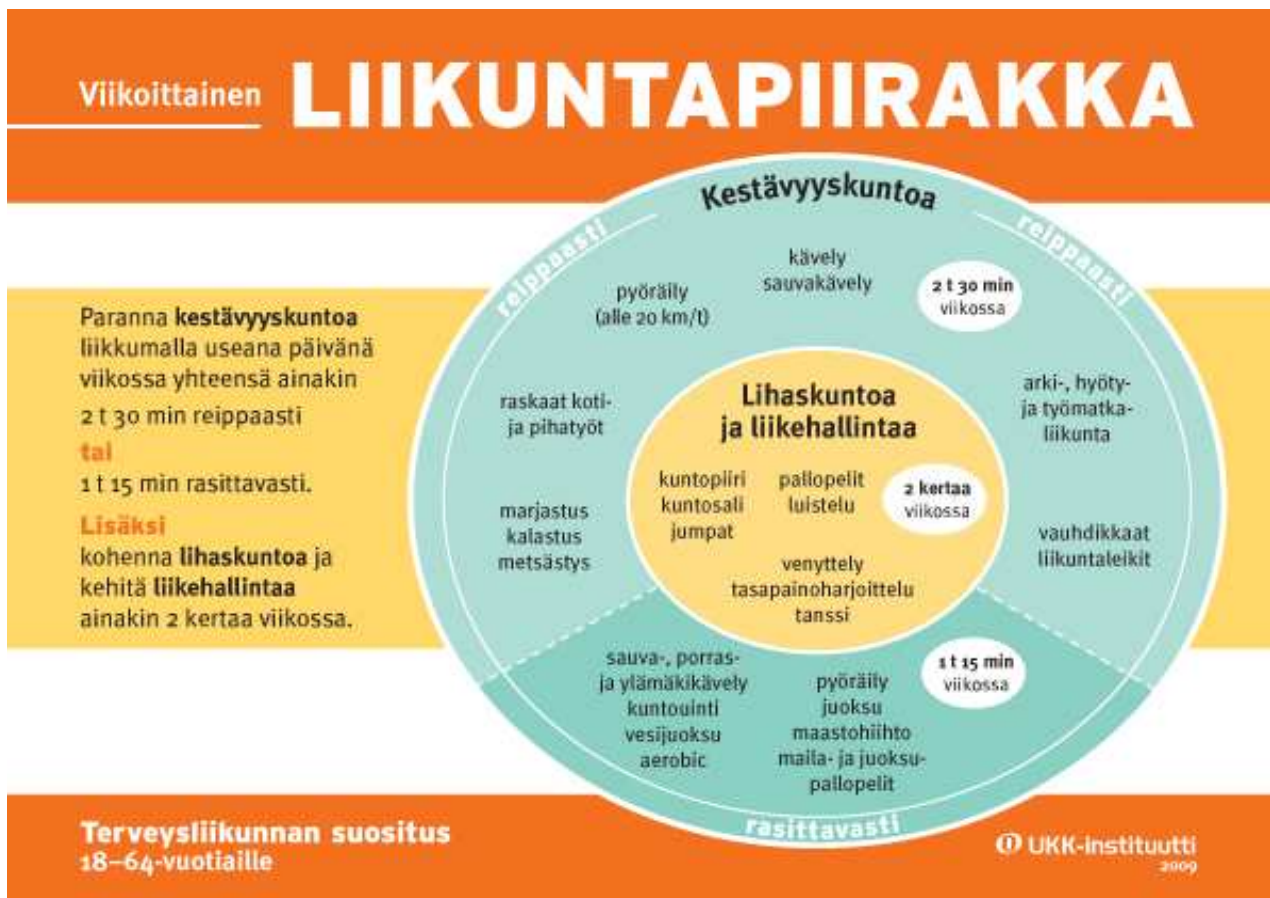 Viikoittainen LIIKUNTAPIIRAKKA
Paranna kestävyyskuntoa
liikkumalla useana päivänä
viikossa yhteensä ainakin
2 t 30 min reippaasti
tai
1 t 15 min rasittavasti.
Lisäksi
kohenna lihaskuntoa ja
kehitä liikehallintaa
ainakin 2 kertaa viikossa.
Kestävyyskuntoa
reippaasti
reippaasti
kävely
sauvakävely
2 t 30 min
viikossa
pyöräily
(alle 20 km/t)
raskaat koti-
ja pihatyöt
marjastus
kalastus
metsästys
arki-, hyöty-
ja työmatka-
liikunta
vauhdikkaat
liikuntaleikit
Lihaskuntoa
ja liikehallintaa
kuntopiiri
kuntosali
jumpat
pallopelit
luistelu
2 kertaa
viikossa
venyttely
tasapainoharjoittelu
tanssi
sauva-, porras-
ja ylämäkikävely
kuntouinti
vesijuoksu
aerobic
pyöräily
juoksu
maastohiihto
maila- ja juoksu-
pallopelit
1 t 15 min
viikossa
rasittavasti
Terveysliikunnan suositus
18–64-vuotiaille
UKK-instituutti
2009